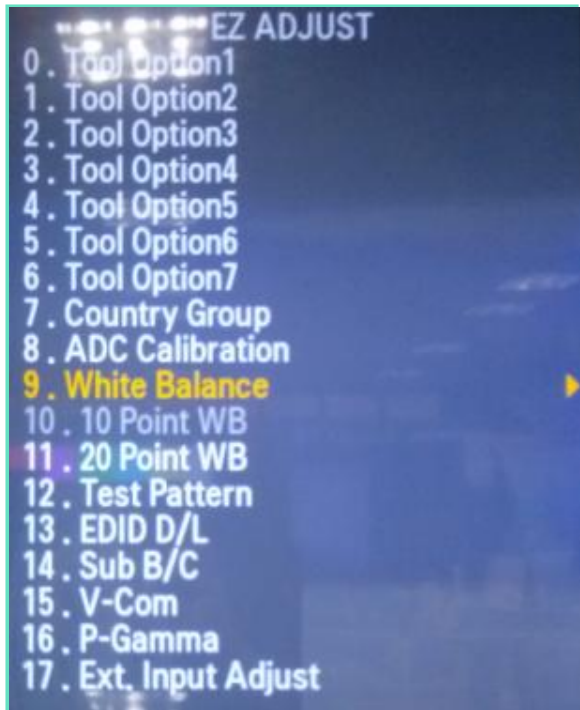 EZ ADJUST
0 . Tool Option1
1 . Tool Option2
2 . Tool Option3
3 . Tool Option4
4 . Tool Option5
5 . Tool Option6
6 . Tool Option7
7 . Country Group
8 . ADC Calibration
9 . White Balance
10 . 10 Point WB
11 . 20 Point WB
12 . Test Pattern
13 . EDID D/L
14 . Sub B/C
15 . V-Com
16 . P-Gamma
17 . Ext. Input Adjust